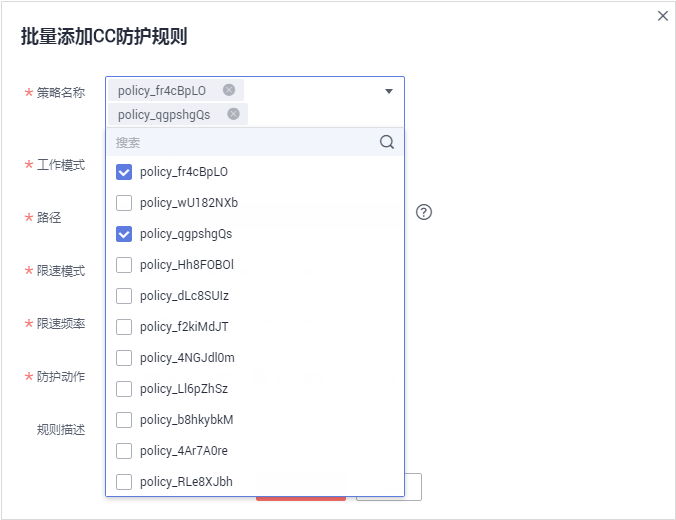 批量添加CC防护规则
* 策略名称
policy_fr4cBpLO
policy_qgpshgQs
搜索
policy_fr4cBpLO
policy_wU182NXb
policy_qgpshgQs
policy_Hh8FOBOl
policy_dLc8SUIz
policy_f2kiMdJT
policy_4NGJdl0m
policy_Ll6pZhSz
policy_b8hkybkM
policy_4Ar7A0re
policy_RLe8XJbh
* 工作模式
* 路径
?
* 限速模式
* 限速频率
* 防护动作
规则描述